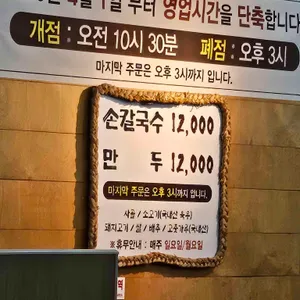 1일 부터 영업시간을 단축합니다
개점 : 오전 10시 30분 폐점 : 오후 3시
마지막 주문은 오후 3시까지 입니다.
손칼국수 12,000
만 두 12,000
마지막 주문은 오후 3시까지 입니다.
사골 / 소고기(국내산 육우)
돼지고기 / 쌀 / 배추 / 고춧가루(국내산)
※휴무안내 : 매주 일요일/월요일